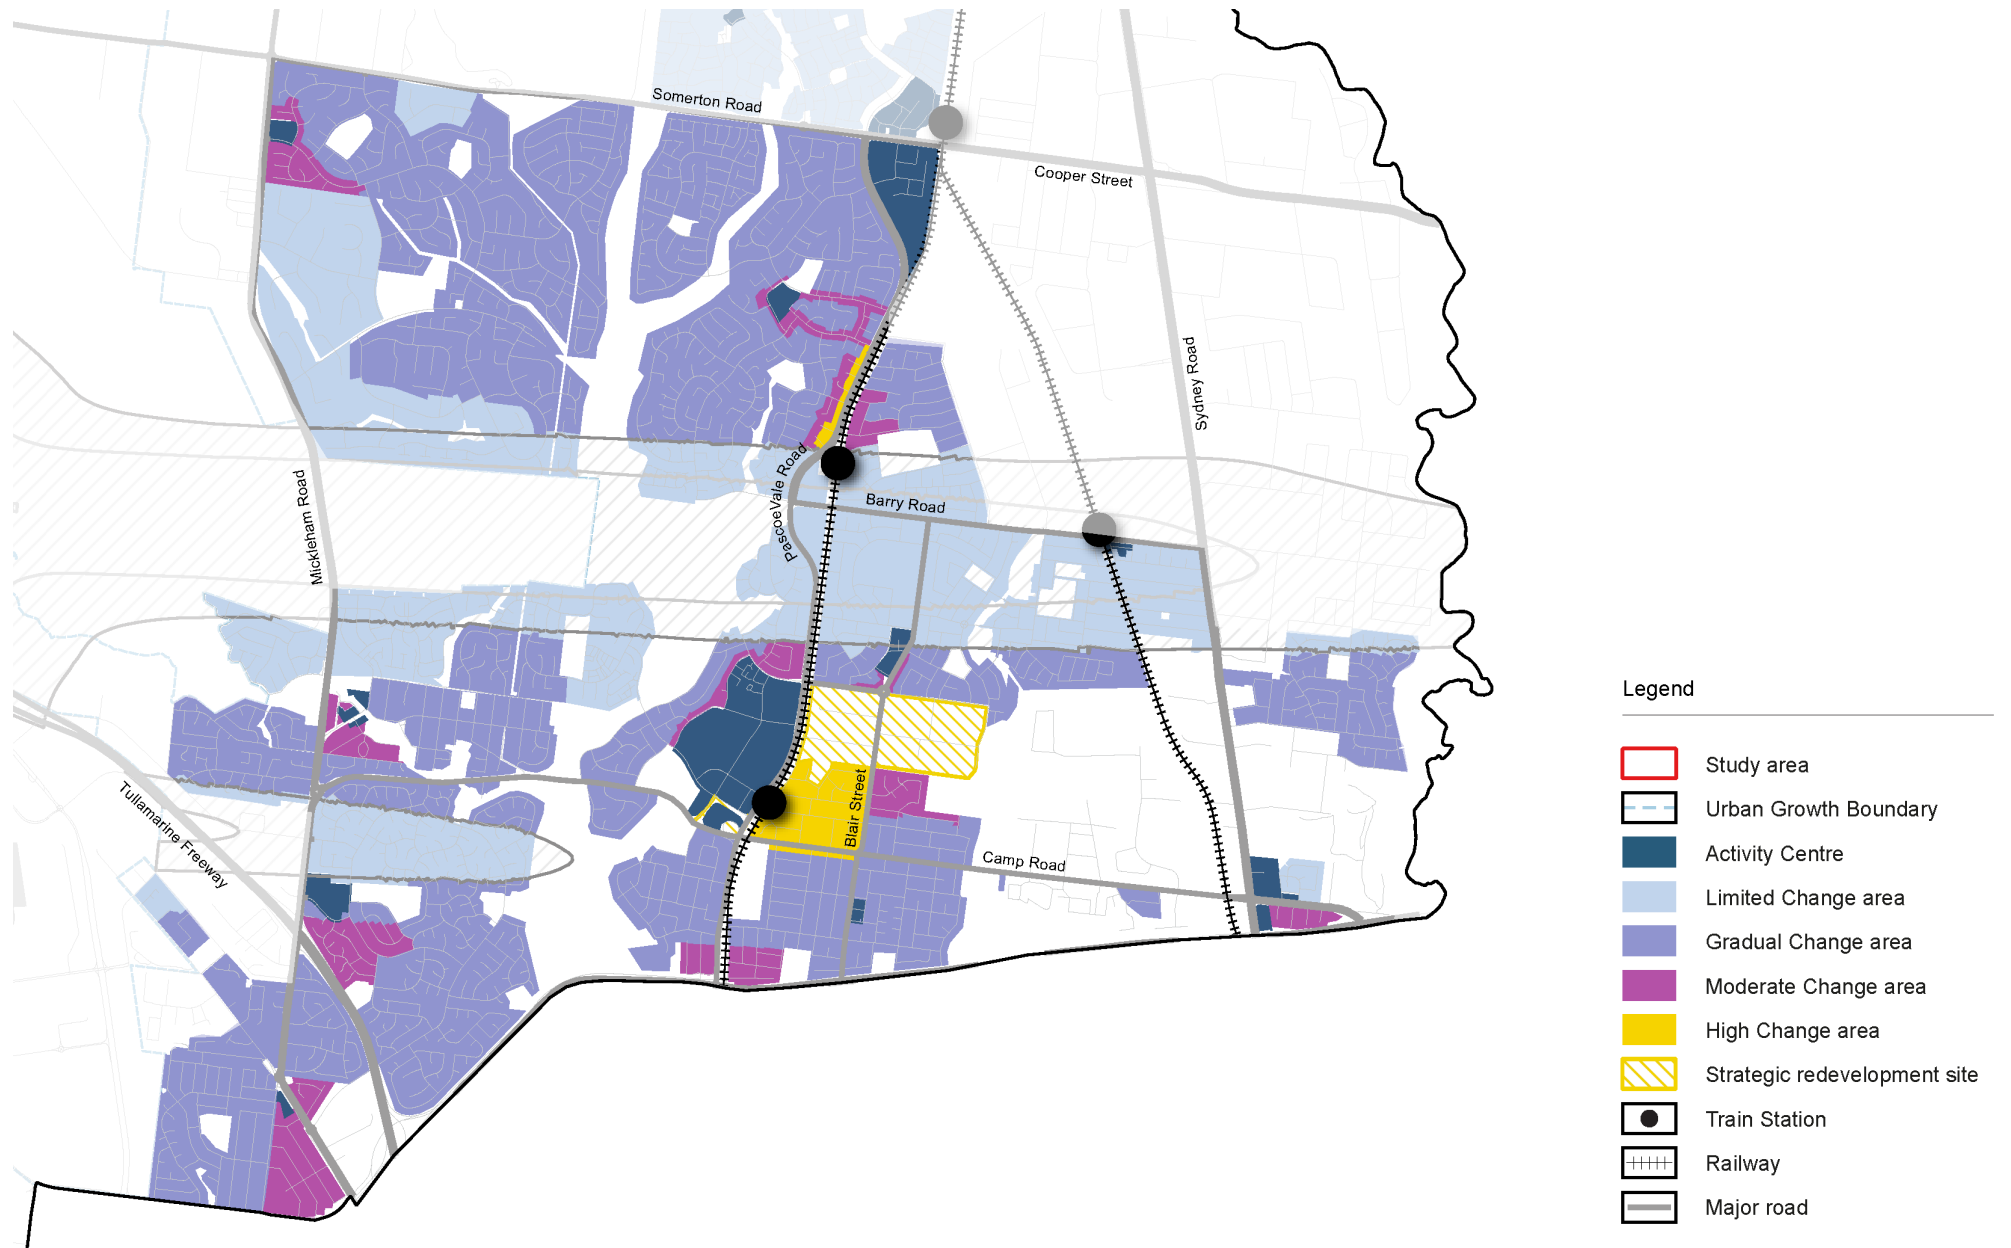 Somerton Road
Cooper Street
Sydney Road
PascoeVale Road
Barry Road
Mickleham Road
Tullamarine Freeway
Blair Street
Camp Road
Legend
Study area
Urban Growth Boundary
Activity Centre
Limited Change area
Gradual Change area
Moderate Change area
High Change area
Strategic redevelopment site
Train Station
Railway
Major road